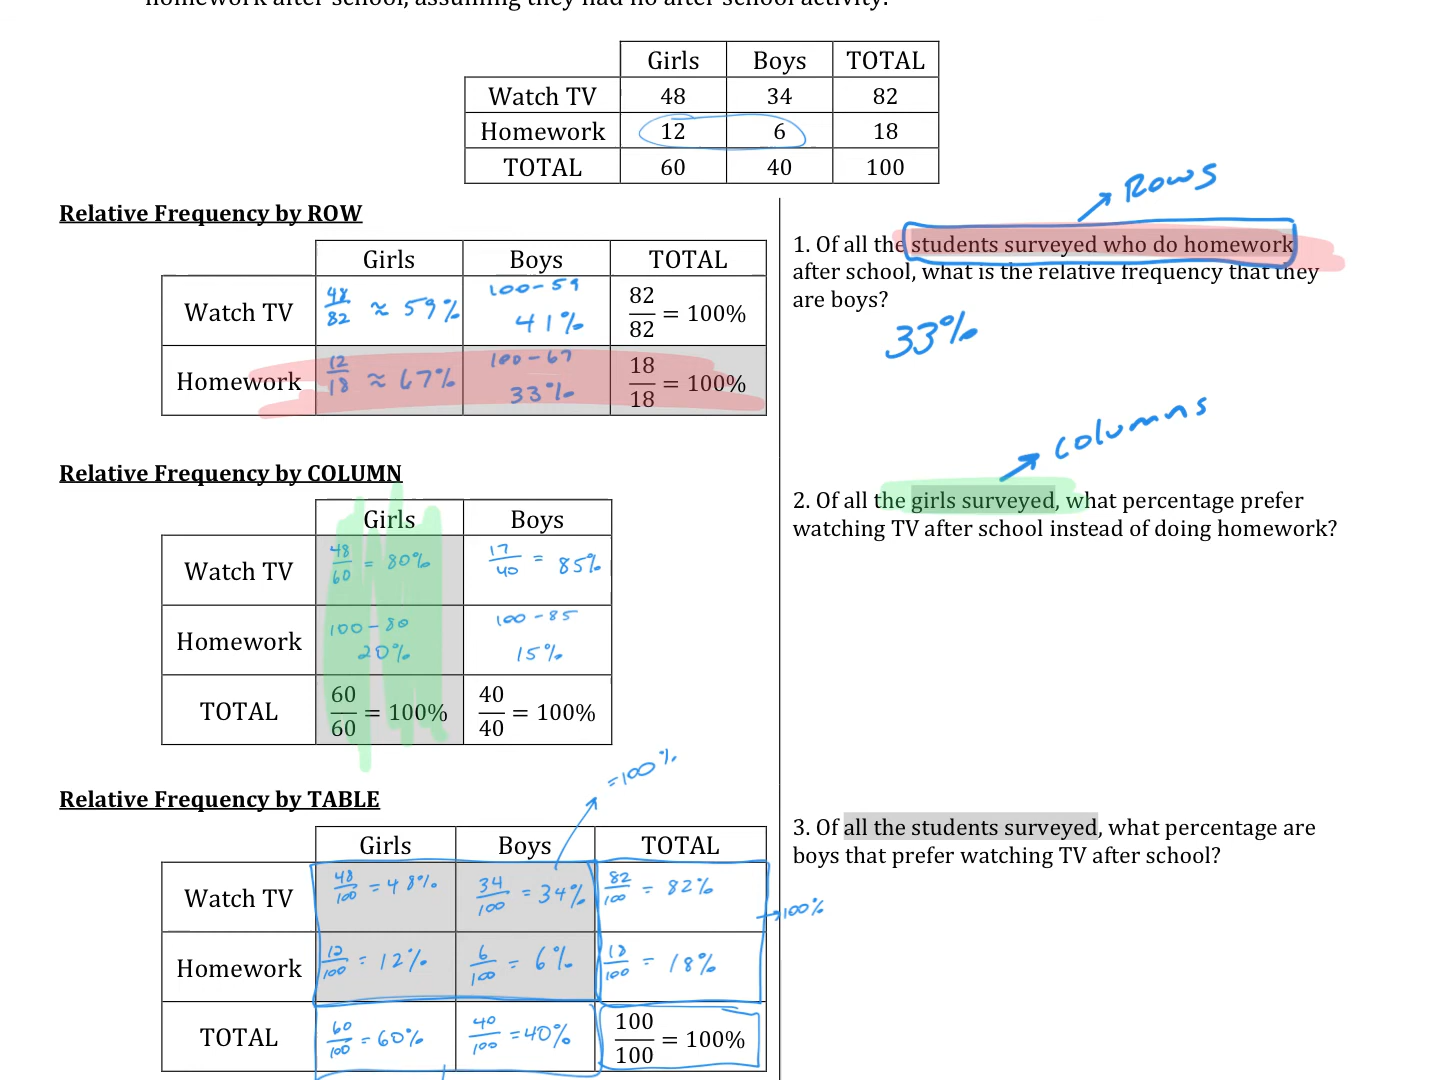 homework after school, assuming they had no after school activity.
Girls Boys TOTAL
Watch TV 48 34 82
Homework 12 6 18
TOTAL 60 40 100
Relative Frequency by ROW
Girls Boys TOTAL
Watch TV 48/82 ≈ 59% 100-59 41% 82/82 = 100%
Homework 12/18 ≈ 67% 100-67 33% 18/18 = 100%
Rows
1. Of all the students surveyed who do homework
after school, what is the relative frequency that they
are boys?
33%
Relative Frequency by COLUMN
Girls Boys
Watch TV 48/60 = 80% 17/40 = 85%
Homework 100-80 20% 100-85 15%
TOTAL 60/60 = 100% 40/40 = 100%
columns
2. Of all the girls surveyed, what percentage prefer
watching TV after school instead of doing homework?
Relative Frequency by TABLE
=100%
Girls Boys TOTAL
Watch TV 48/100 = 48% 34/100 = 34% 82/100 = 82%
Homework 12/100 = 12% 6/100 = 6% 18/100 = 18%
TOTAL 60/100 = 60% 40/100 = 40% 100/100 = 100%
100%
3. Of all the students surveyed, what percentage are
boys that prefer watching TV after school?